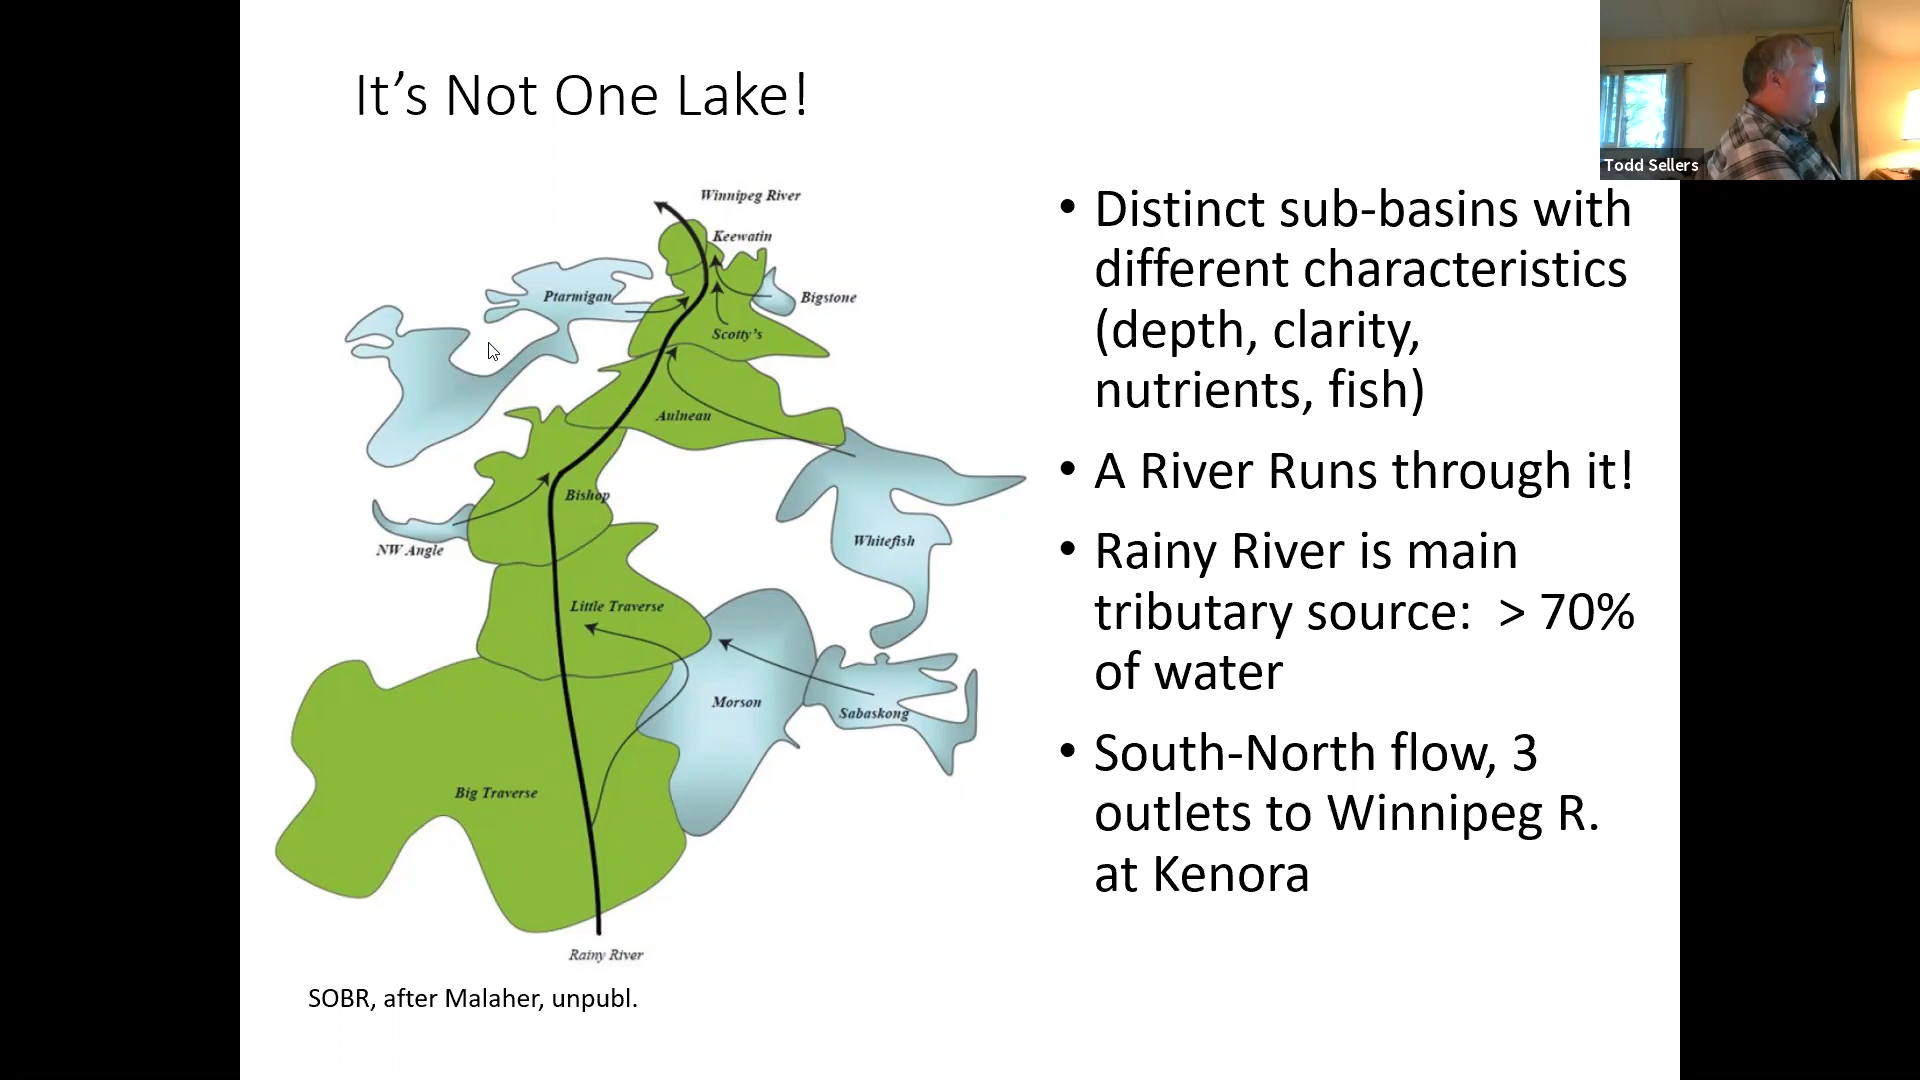 It’s Not One Lake!
Todd Sellers
Winnipeg River
Keewatin
Ptarmigan
Bigstone
Scotty's
Aulneau
Bishop
NW Angle
Whitefish
Little Traverse
Morson
Sabaskong
Big Traverse
Rainy River
SOBR, after Malaher, unpubl.
• Distinct sub-basins with
different characteristics
(depth, clarity,
nutrients, fish)
• A River Runs through it!
• Rainy River is main
tributary source:  > 70%
of water
• South-North flow, 3
outlets to Winnipeg R.
at Kenora